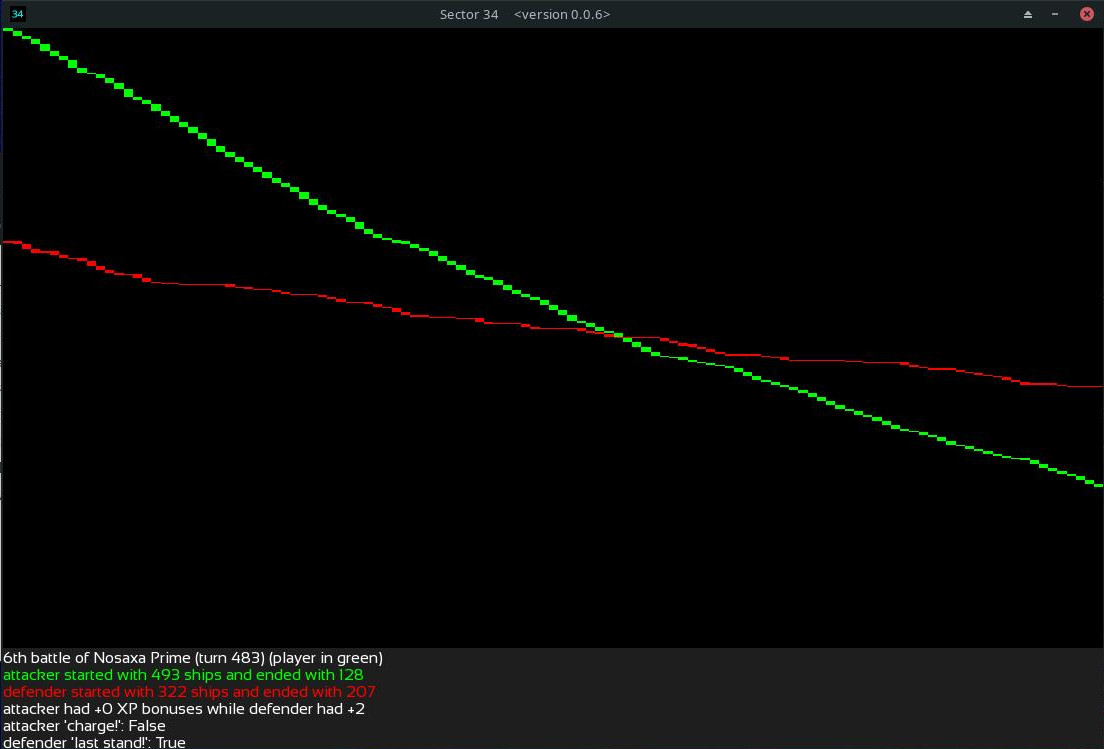 34 Sector 34 <version 0.0.6>
6th battle of Nosaxa Prime (turn 483) (player in green)
attacker started with 493 ships and ended with 128
defender started with 322 ships and ended with 207
attacker had +0 XP bonuses while defender had +2
attacker 'charge!': False
defender 'last stand!': True